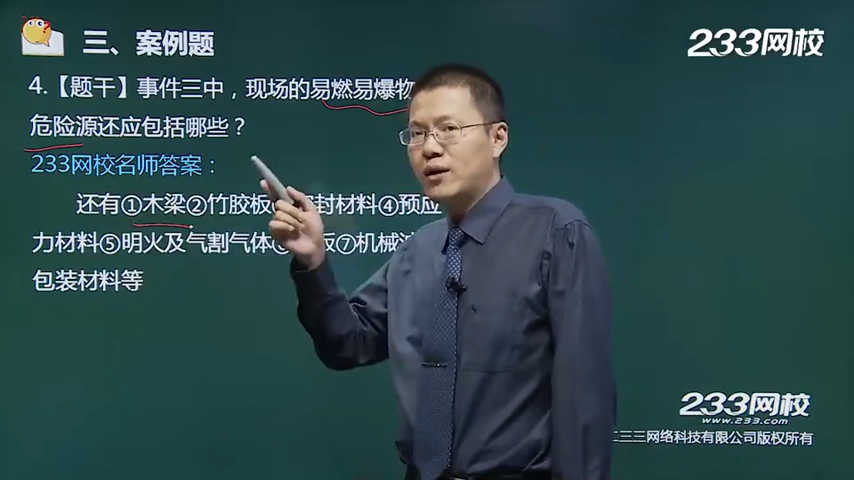 三、案例题
233网校
4.【题干】事件三中，现场的易燃易爆物
危险源还应包括哪些？
233网校名师答案：
还有①木梁②竹胶板 封材料④预应
力材料⑤明火及气割气体 板⑦机械
包装材料等
233网校
www.233.com
二三三网络科技有限公司版权所有